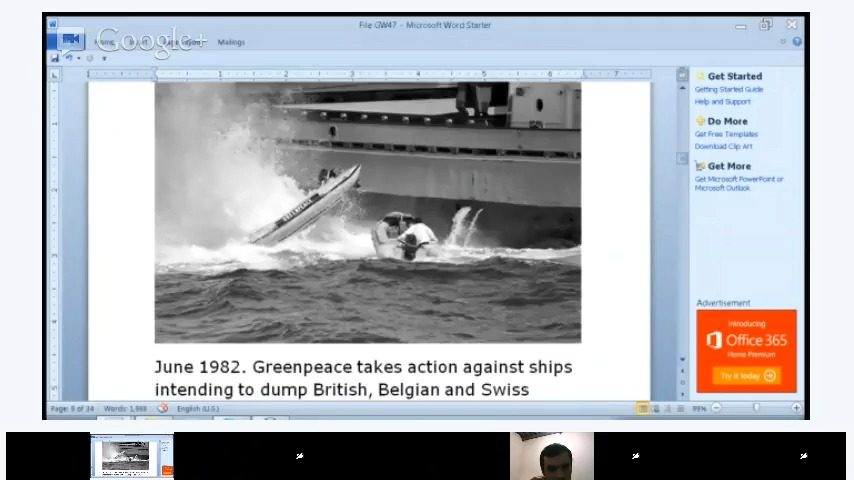 File GW47 - Microsoft Word Starter
Google+
Mailings
Get Started
Getting Started Guide
Help and Support
Do More
Get Free Templates
Download Clip Art
Get More
Get Microsoft PowerPoint or
Microsoft Outlook
GREENPEACE
June 1982. Greenpeace takes action against ships
intending to dump British, Belgian and Swiss
Advertisement
Introducing
Office 365
Home Premium
Try it today
Page: 9 of 34 Words: 1,988 English (U.S.) 99%